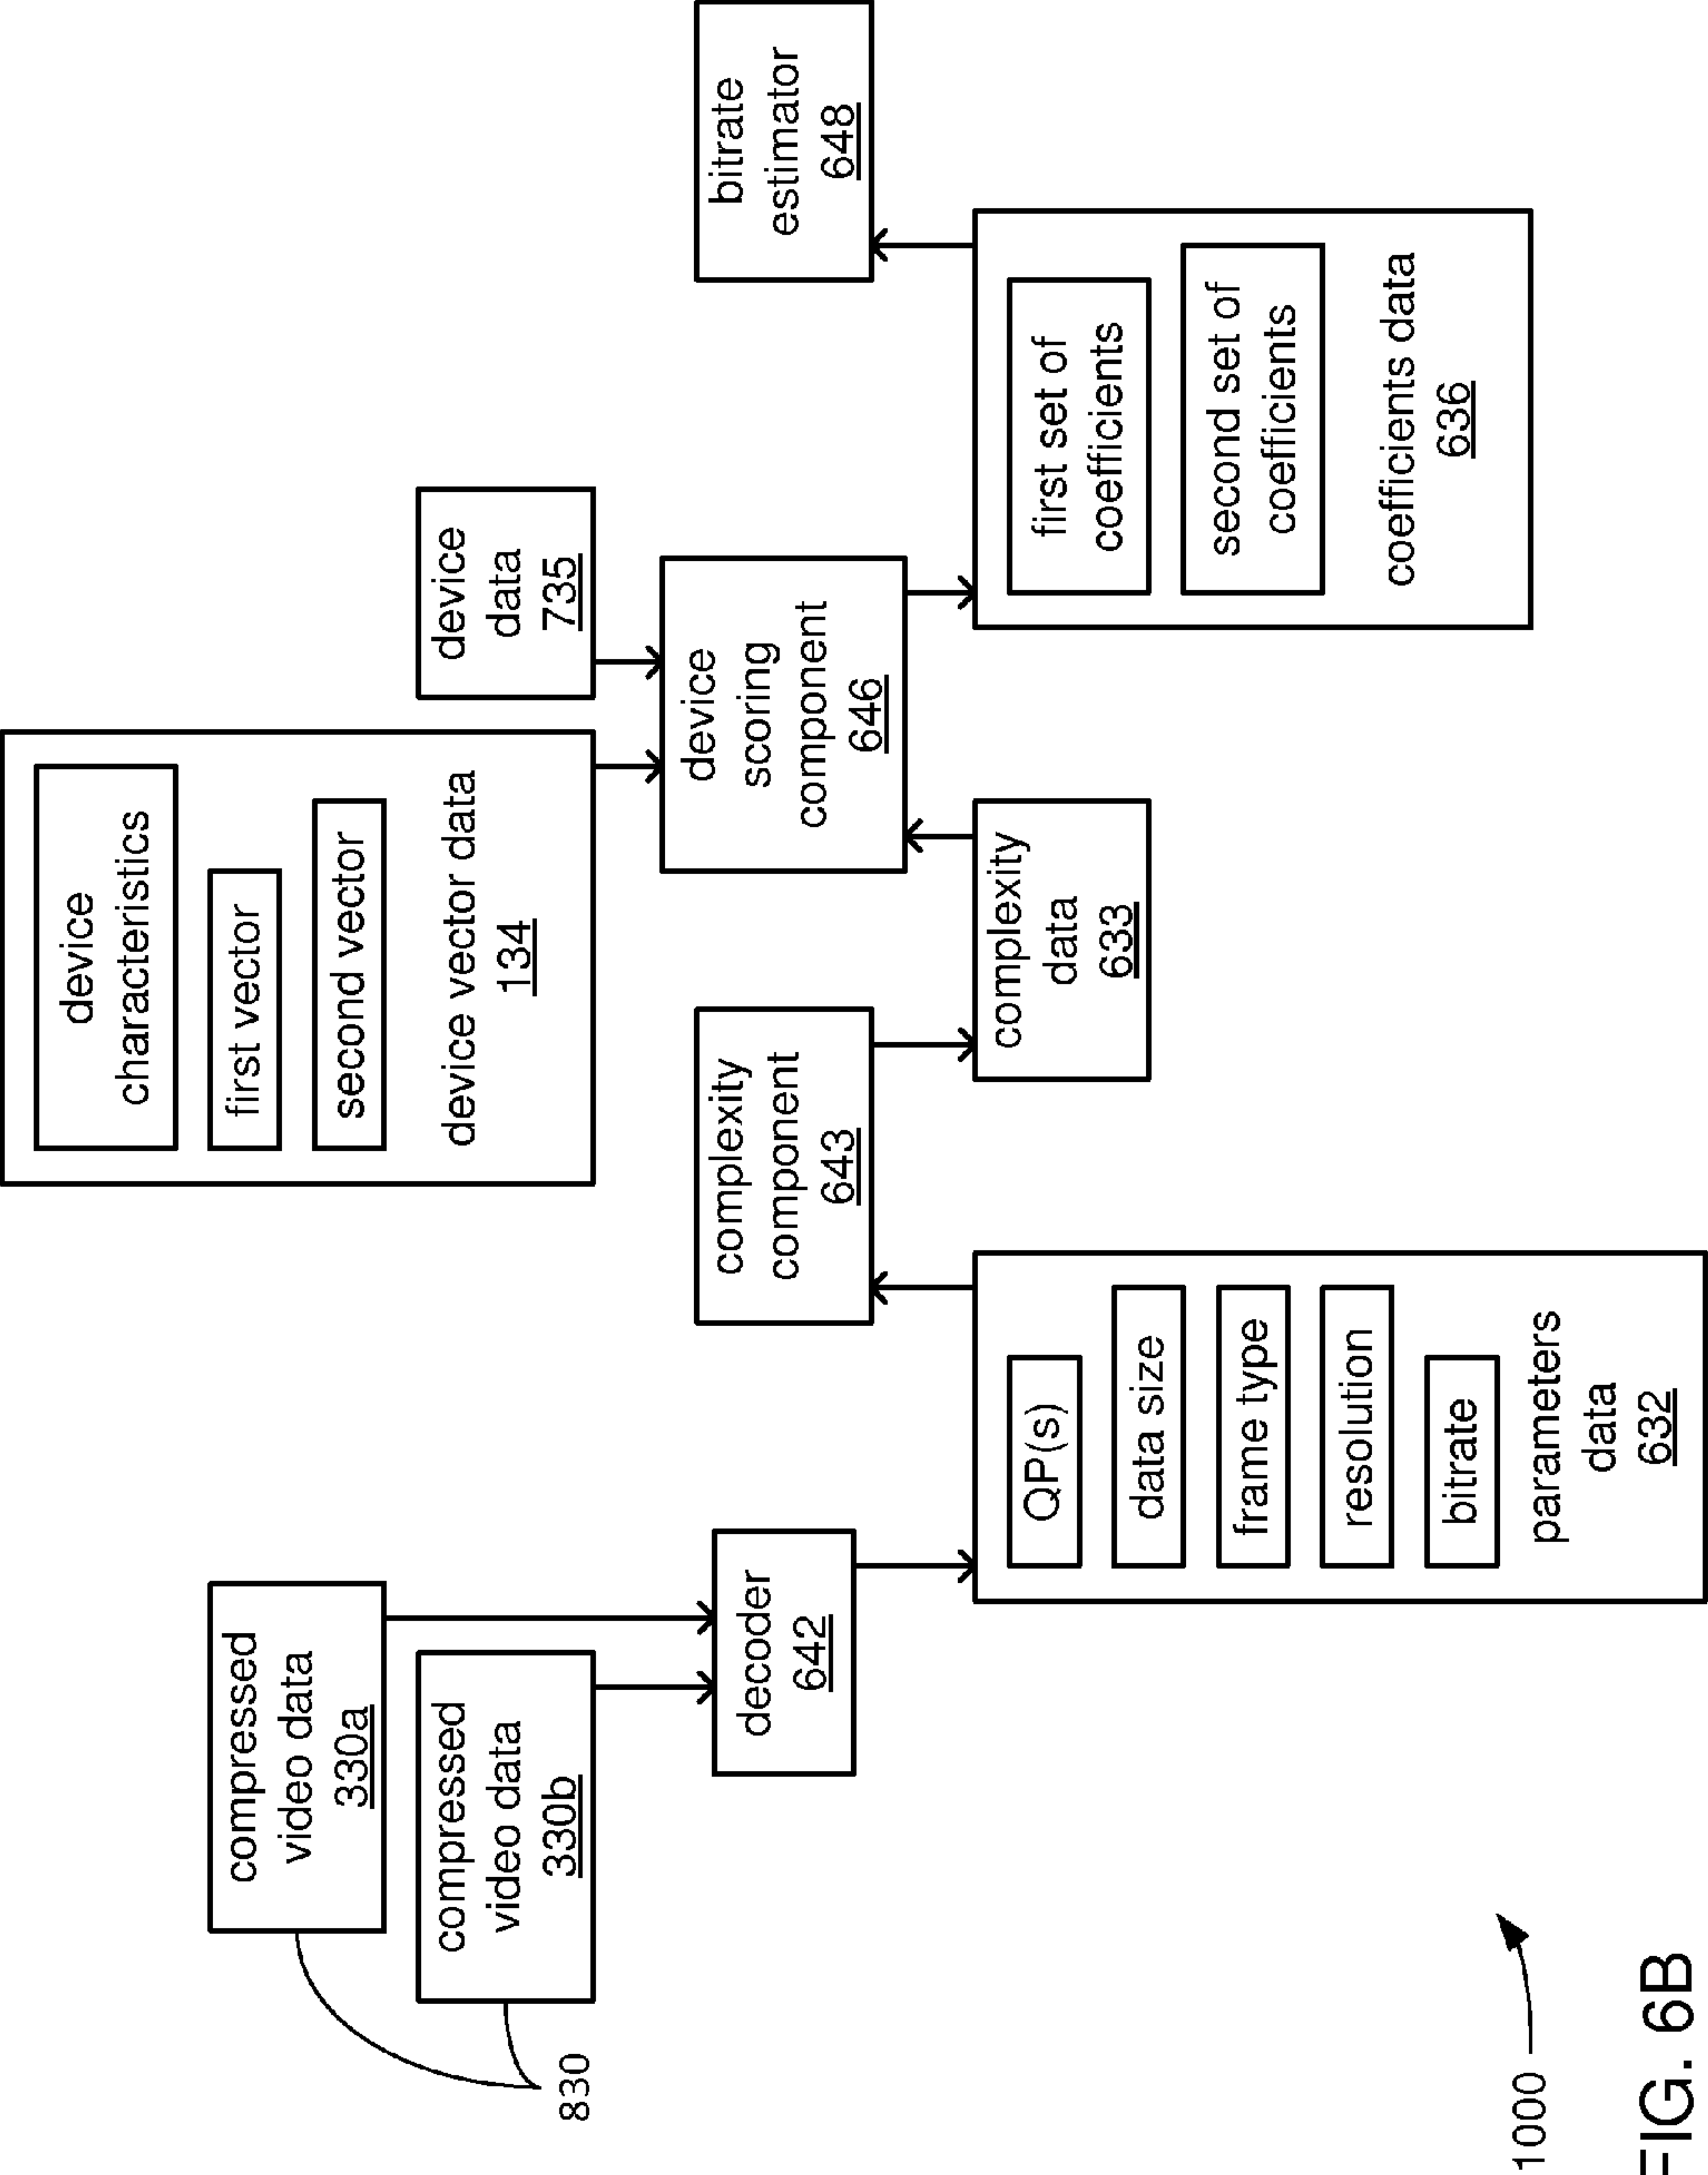 compressed
video data
330a
compressed
video data
330b
830
decoder
642
QP(s)
data size
frame type
resolution
bitrate
parameters
data
632
complexity
component
643
complexity
data
633
device
characteristics
first vector
second vector
device vector data
134
device
data
735
device
scoring
component
646
first set of
coefficients
second set of
coefficients
coefficients data
636
bitrate
estimator
648
1000
FIG. 6B